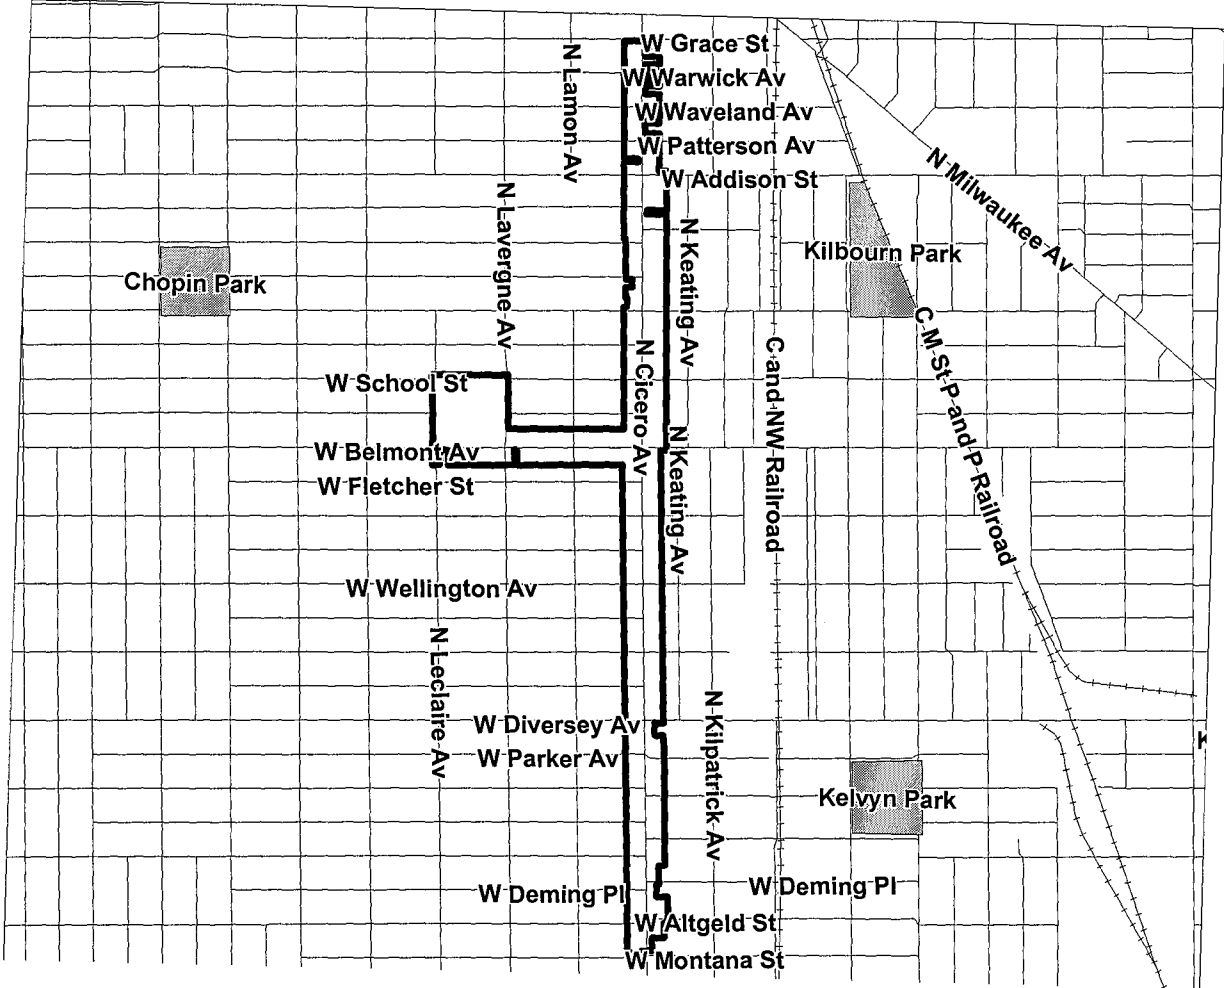 W Grace St
N Lamon Av
W Warwick Av
W Waveland Av
W Patterson Av
N Milwaukee Av
W Addison St
N Lavergne Av
N Keating Av
Kilbourn Park
Chopin Park
C M St P and P Railroad
C and NW Railroad
N Cicero Av
W School St
N Keating Av
W Belmont Av
W Fletcher St
W Wellington Av
N Leclaire Av
N Kilpatrick Av
W Diversey Av
W Parker Av
Kelvyn Park
W Deming Pl
W Deming Pl
W Altgeld St
W Montana St